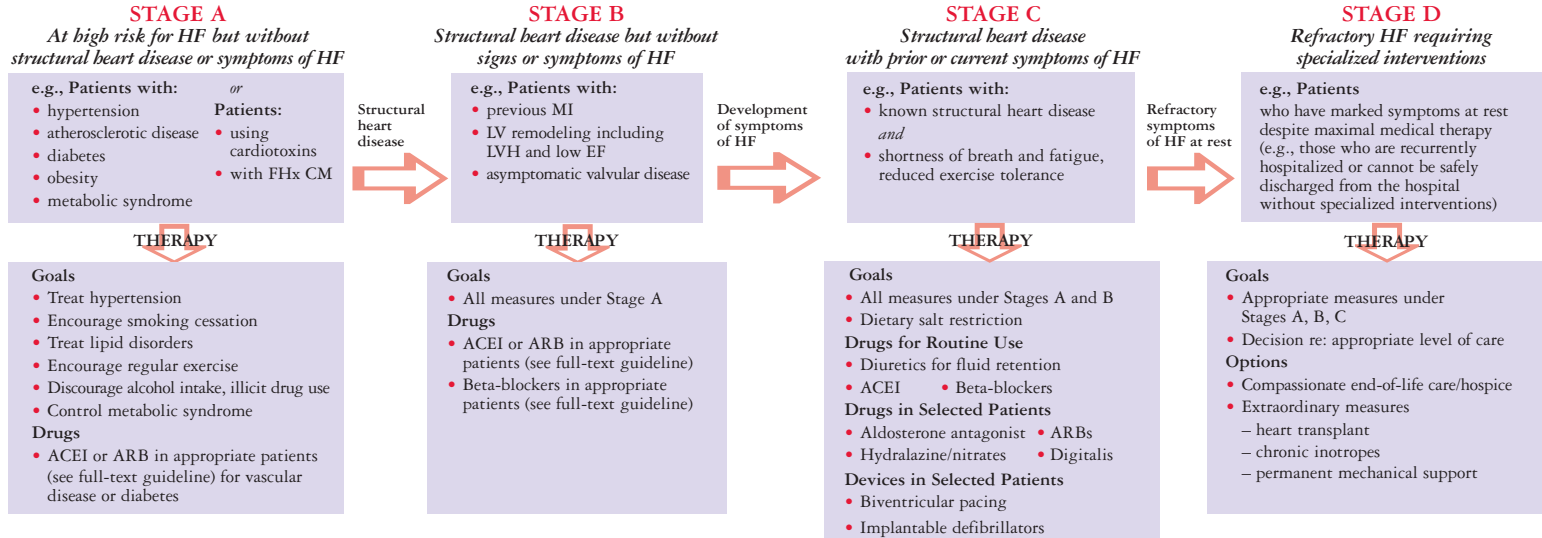 STAGE A
At high risk for HF but without
structural heart disease or symptoms of HF
e.g., Patients with:
• hypertension
• atherosclerotic disease
• diabetes
• obesity
• metabolic syndrome
or
Patients:
• using
cardiotoxins
• with FHx CM
THERAPY
Goals
• Treat hypertension
• Encourage smoking cessation
• Treat lipid disorders
• Encourage regular exercise
• Discourage alcohol intake, illicit drug use
• Control metabolic syndrome
Drugs
• ACEI or ARB in appropriate patients
(see full-text guideline) for vascular
disease or diabetes
Structural
heart
disease
STAGE B
Structural heart disease but without
signs or symptoms of HF
e.g., Patients with:
• previous MI
• LV remodeling including
LVH and low EF
• asymptomatic valvular disease
THERAPY
Goals
• All measures under Stage A
Drugs
• ACEI or ARB in appropriate
patients (see full-text guideline)
• Beta-blockers in appropriate
patients (see full-text guideline)
Development
of symptoms
of HF
STAGE C
Structural heart disease
with prior or current symptoms of HF
e.g., Patients with:
• known structural heart disease
and
• shortness of breath and fatigue,
reduced exercise tolerance
THERAPY
Goals
• All measures under Stages A and B
• Dietary salt restriction
Drugs for Routine Use
• Diuretics for fluid retention
• ACEI • Beta-blockers
Drugs in Selected Patients
• Aldosterone antagonist • ARBs
• Hydralazine/nitrates • Digitalis
Devices in Selected Patients
• Biventricular pacing
• Implantable defibrillators
Refractory
symptoms
of HF at rest
STAGE D
Refractory HF requiring
specialized interventions
e.g., Patients
who have marked symptoms at rest
despite maximal medical therapy
(e.g., those who are recurrently
hospitalized or cannot be safely
discharged from the hospital
without specialized interventions)
THERAPY
Goals
• Appropriate measures under
Stages A, B, C
• Decision re: appropriate level of care
Options
• Compassionate end-of-life care/hospice
• Extraordinary measures
– heart transplant
– chronic inotropes
– permanent mechanical support